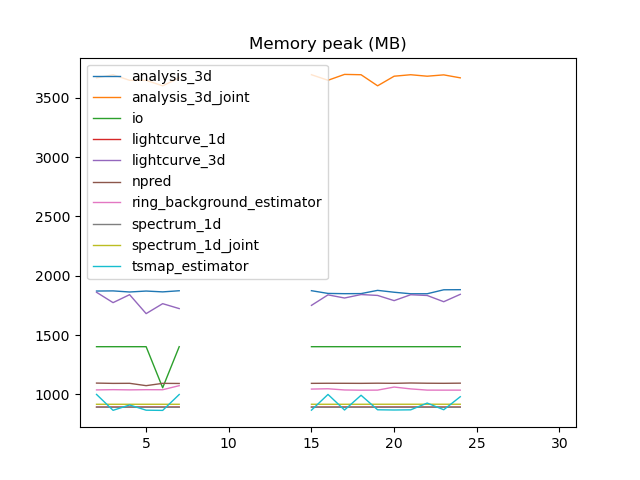 Memory peak (MB)
analysis_3d
analysis_3d_joint
io
lightcurve_1d
lightcurve_3d
npred
ring_background_estimator
spectrum_1d
spectrum_1d_joint
tsmap_estimator
3500
3000
2500
2000
1500
1000
5 10 15 20 25 30